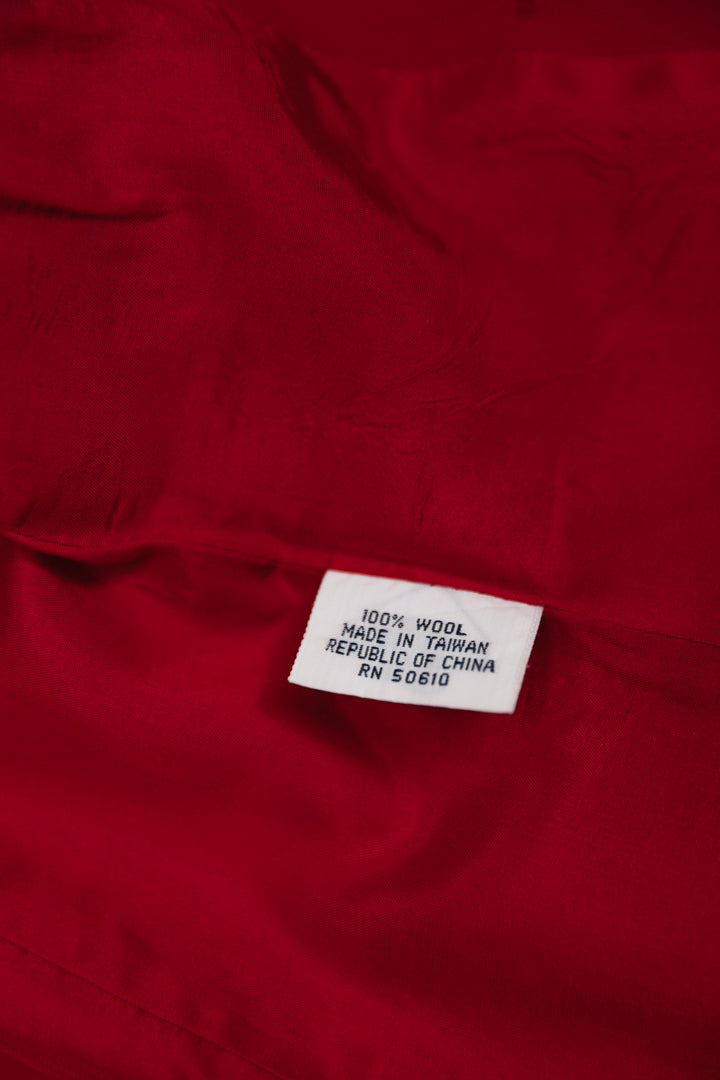 100% WOOL
MADE IN TAIWAN
REPUBLIC OF CHINA
RN 50610